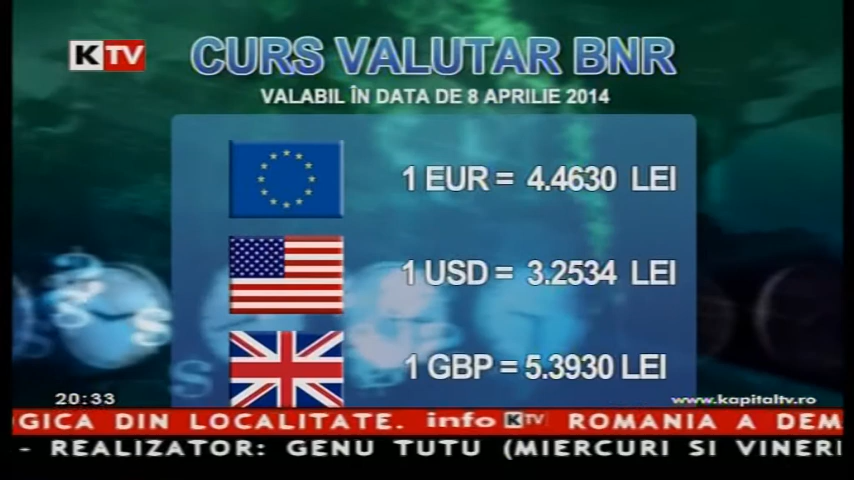 KTV
CURS VALUTAR BNR
VALABIL ÎN DATA DE 8 APRILIE 2014
1 EUR = 4.4630 LEI
1 USD = 3.2534 LEI
1 GBP = 5.3930 LEI
20:33
www.kapitaltv.ro
OGICA DIN LOCALITATE. info KTV ROMANIA A DEM
- REALIZATOR: GENU TUTU (MIERCURI SI VINERI